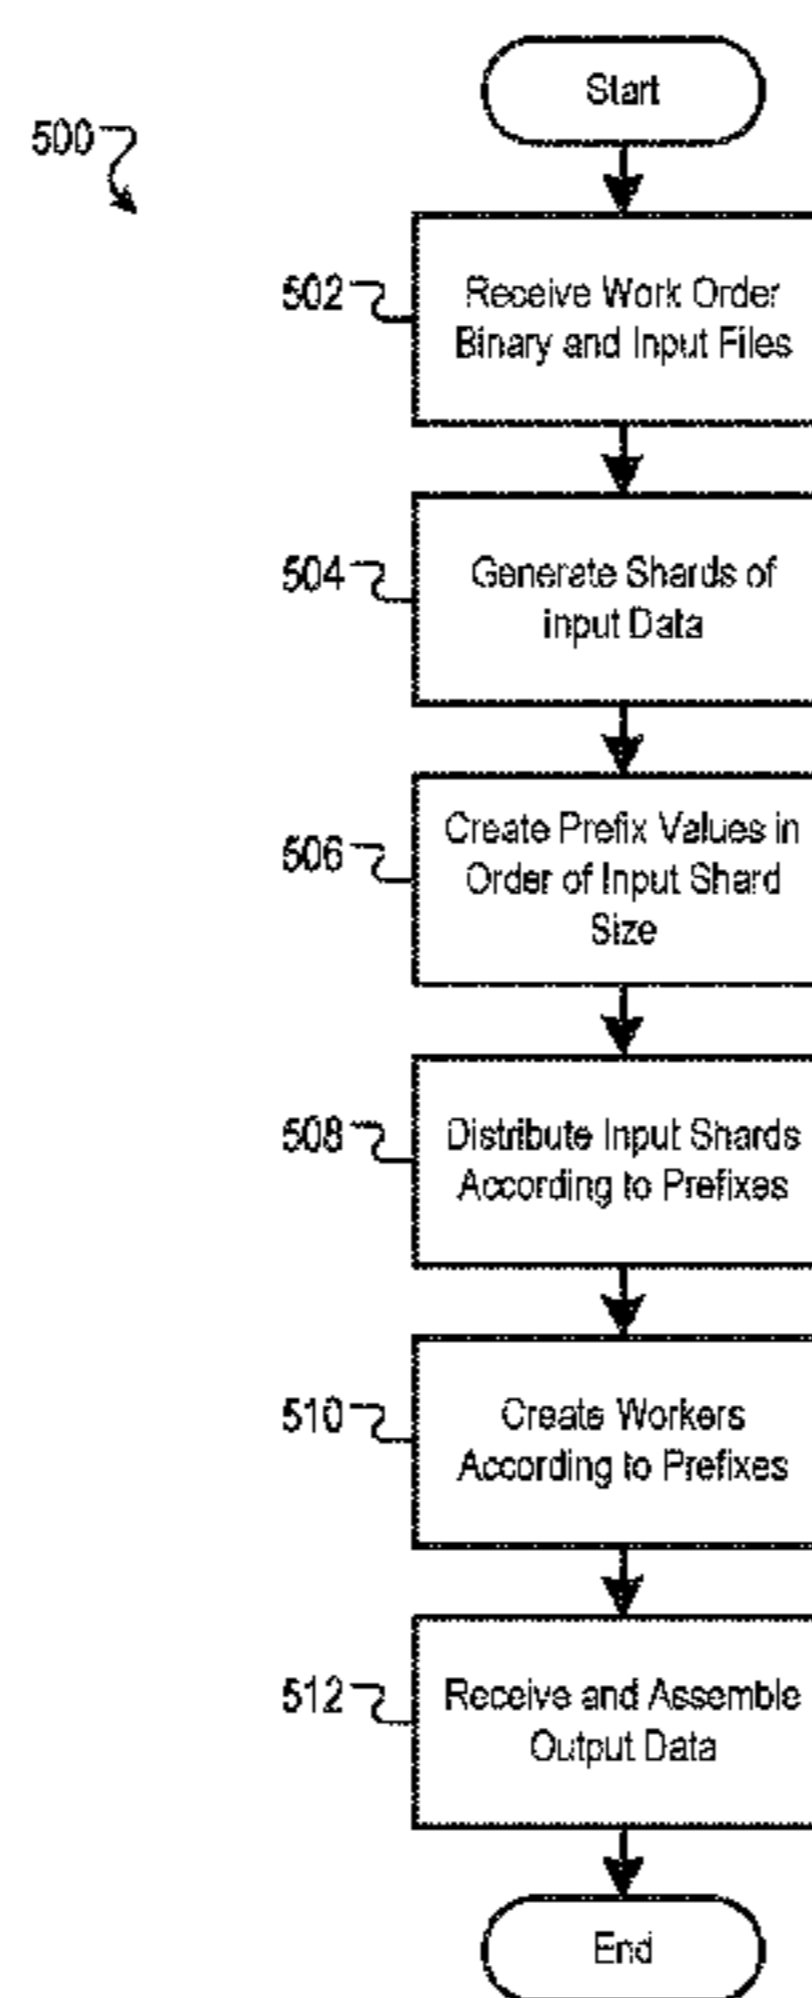 Start
500
502
Receive Work Order
Binary and Input Files
504
Generate Shards of
input Data
506
Create Prefix Values in
Order of Input Shard
Size
508
Distribute Input Shards
According to Prefixes
510
Create Workers
According to Prefixes
512
Receive and Assemble
Output Data
End